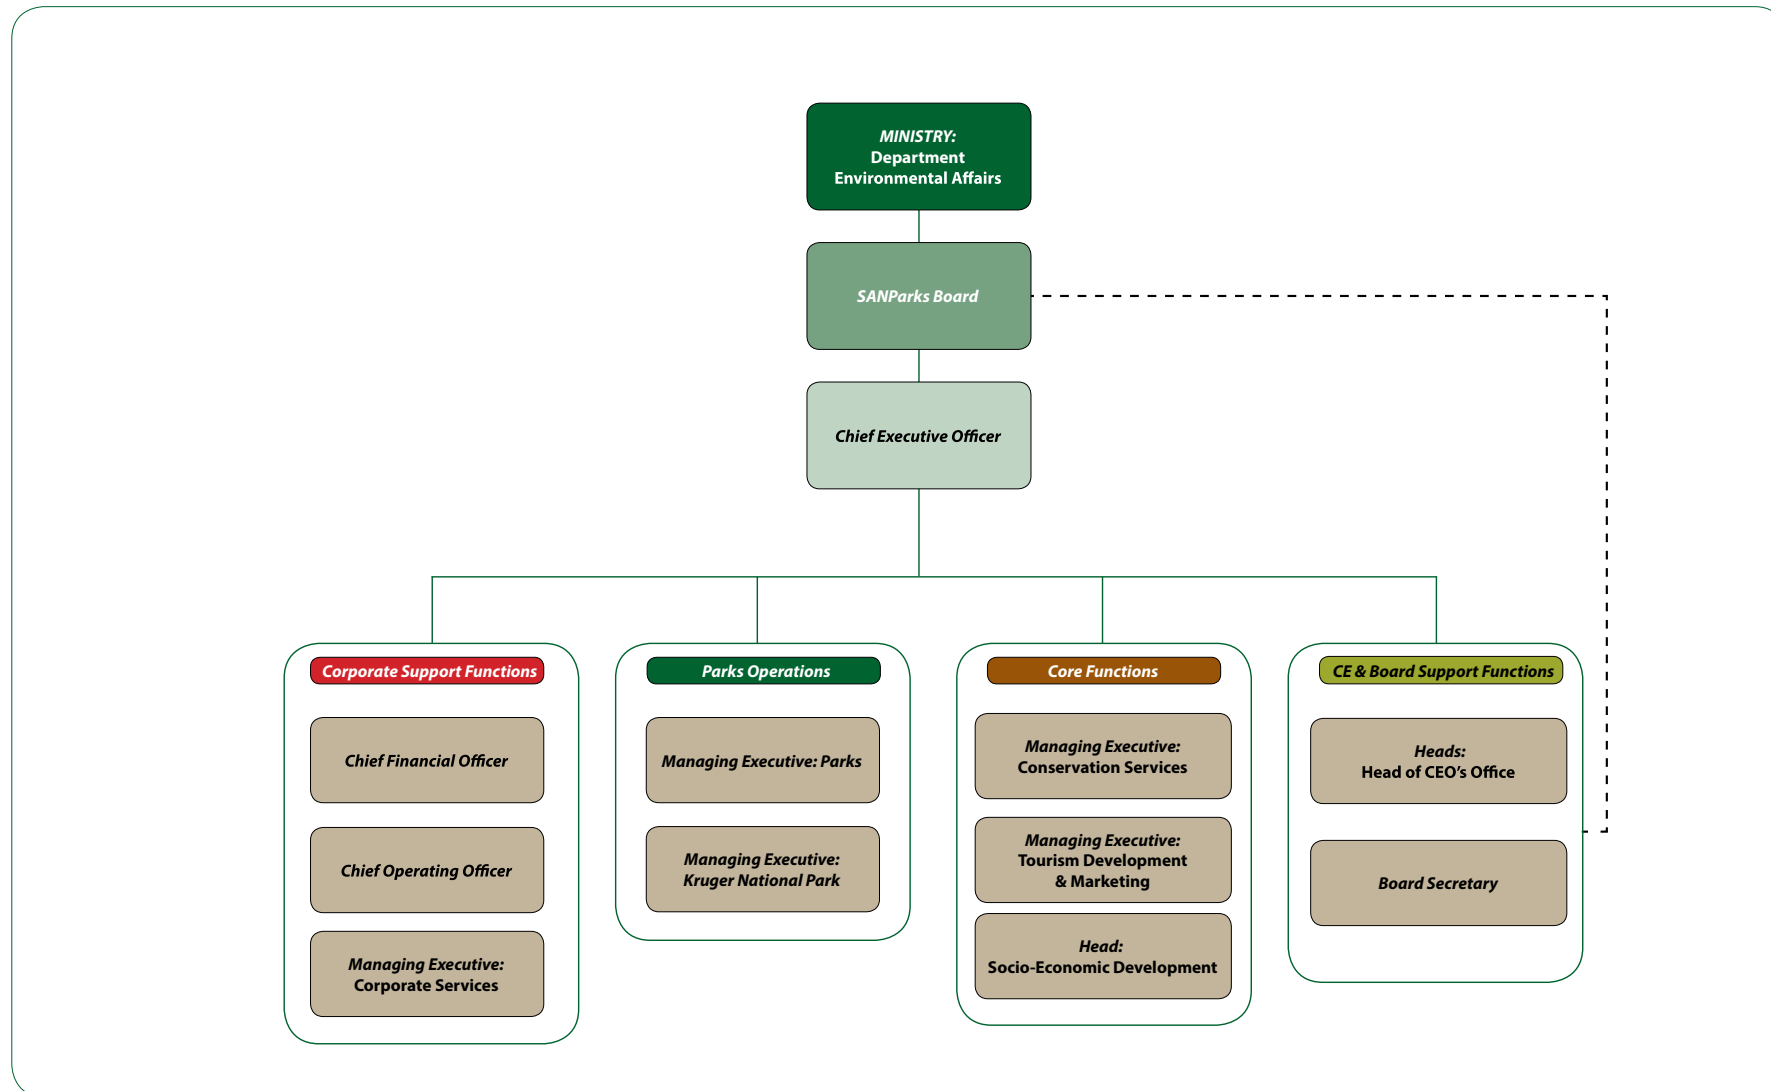 MINISTRY:
Department
Environmental Affairs
SANParks Board
Chief Executive Officer
Corporate Support Functions
Chief Financial Officer
Chief Operating Officer
Managing Executive:
Corporate Services
Parks Operations
Managing Executive: Parks
Managing Executive:
Kruger National Park
Core Functions
Managing Executive:
Conservation Services
Managing Executive:
Tourism Development
& Marketing
Head:
Socio-Economic Development
CE & Board Support Functions
Heads:
Head of CEO’s Office
Board Secretary